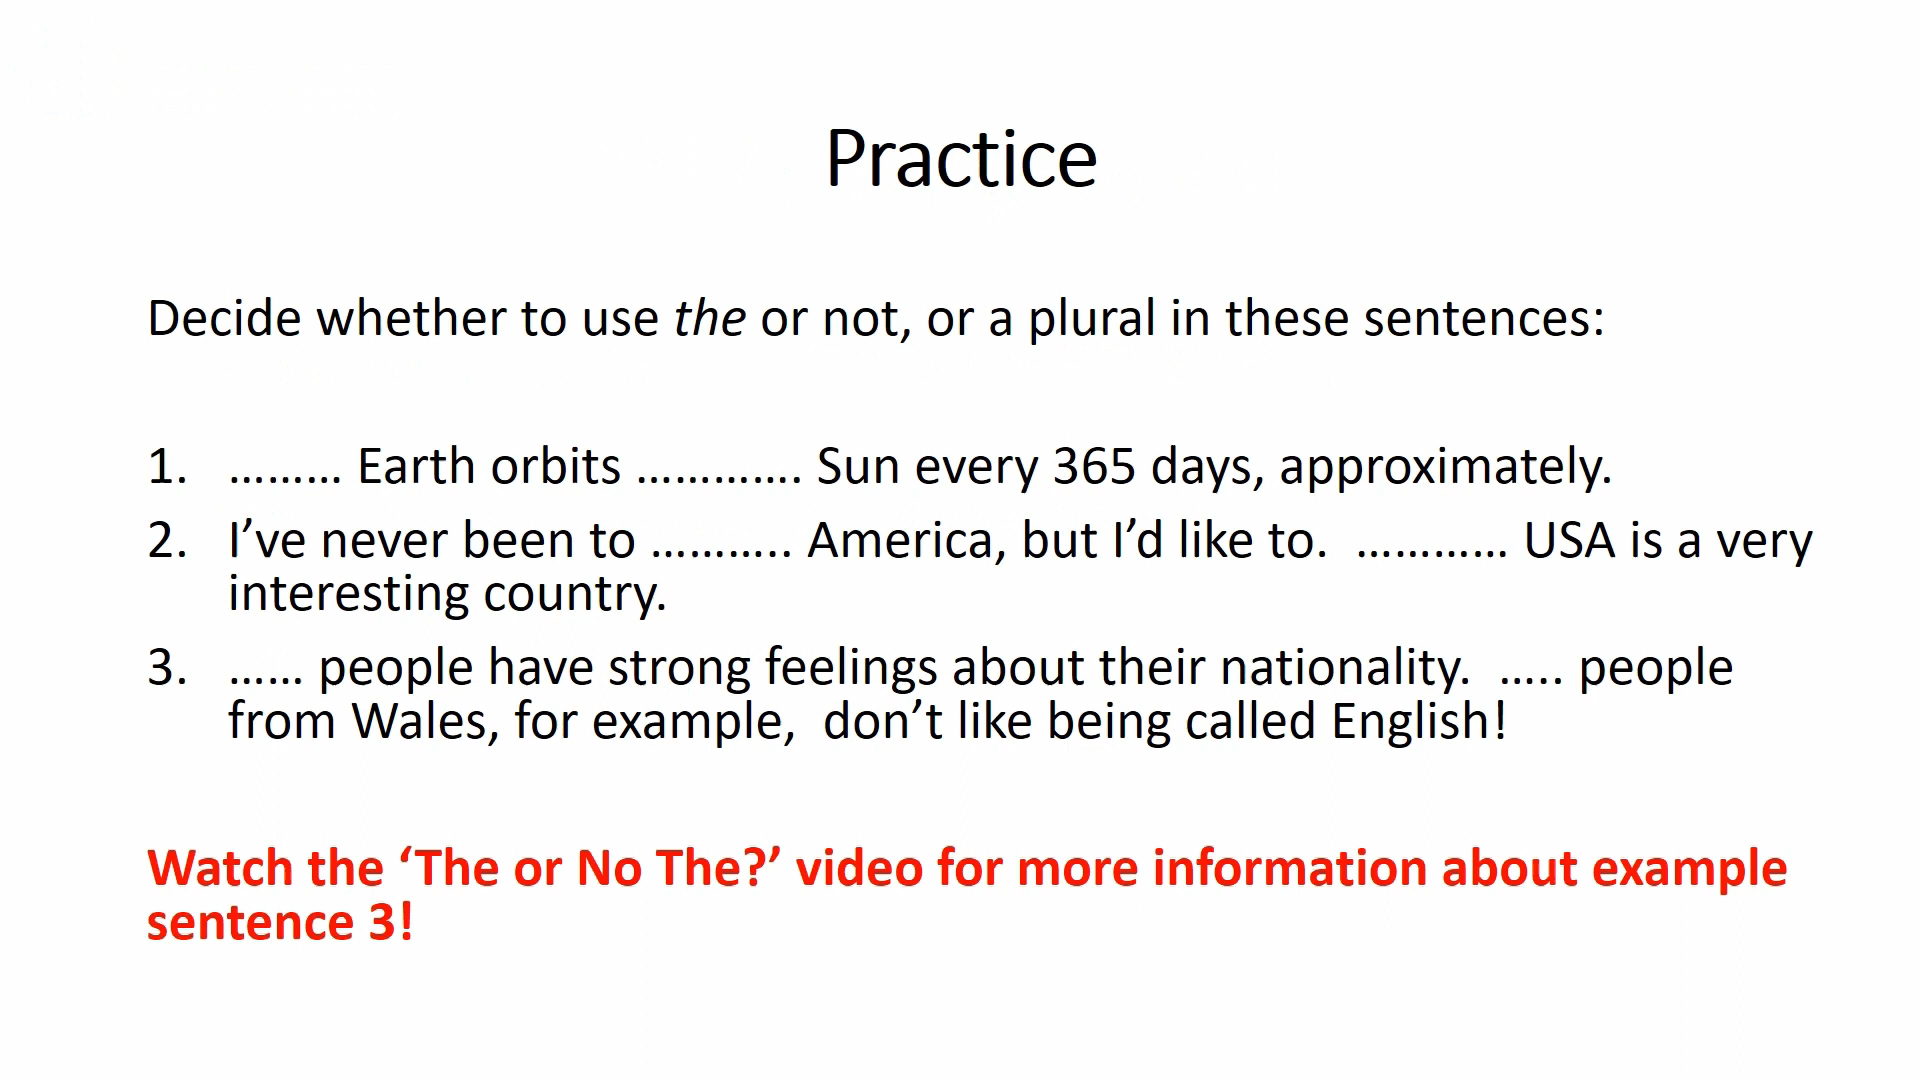 Practice
Decide whether to use the or not, or a plural in these sentences:
1. ……… Earth orbits …………. Sun every 365 days, approximately.
2. I’ve never been to ……….. America, but I’d like to.  ………… USA is a very
interesting country.
3. …… people have strong feelings about their nationality.  ….. people
from Wales, for example,  don’t like being called English!
Watch the ‘The or No The?’ video for more information about example
sentence 3!